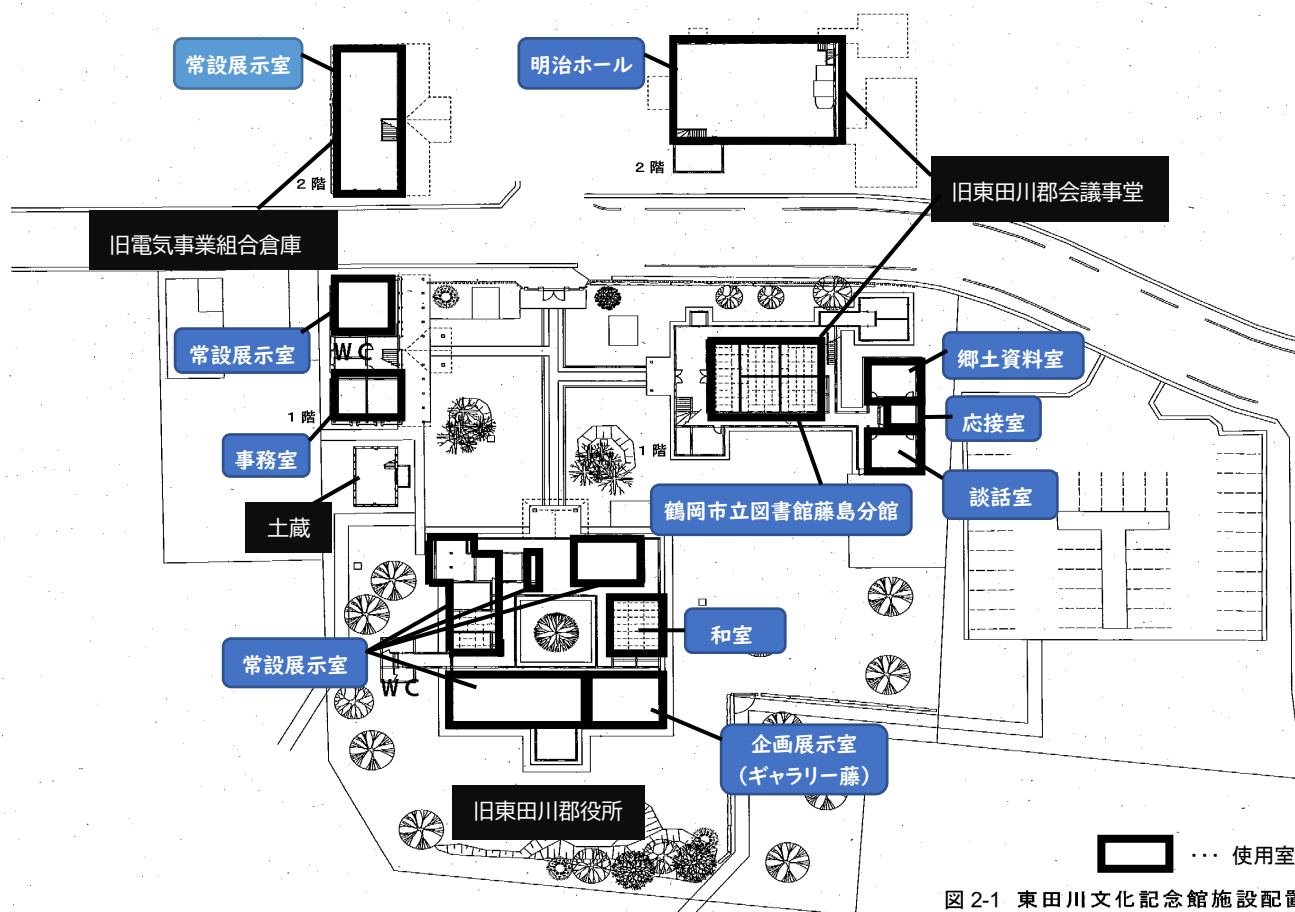 常設展示室
明治ホール
2階
2階
旧東田川郡会議事堂
旧電気事業組合倉庫
常設展示室
WC
郷土資料室
1階
応接室
事務室
1階
談話室
鶴岡市立図書館藤島分館
土蔵
和室
常設展示室
WC
企画展示室
(ギャラリー藤)
旧東田川郡役所
··· 使用室
図 2-1 東田川文化記念館施設配置